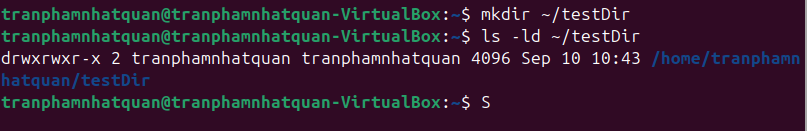 tranphamnhatquan@tranphamnhatquan-VirtualBox:~$ mkdir ~/testDir
tranphamnhatquan@tranphamnhatquan-VirtualBox:~$ ls -ld ~/testDir
drwxrwxr-x 2 tranphamnhatquan tranphamnhatquan 4096 Sep 10 10:43 /home/tranphamn
hatquan/testDir
tranphamnhatquan@tranphamnhatquan-VirtualBox:~$ S